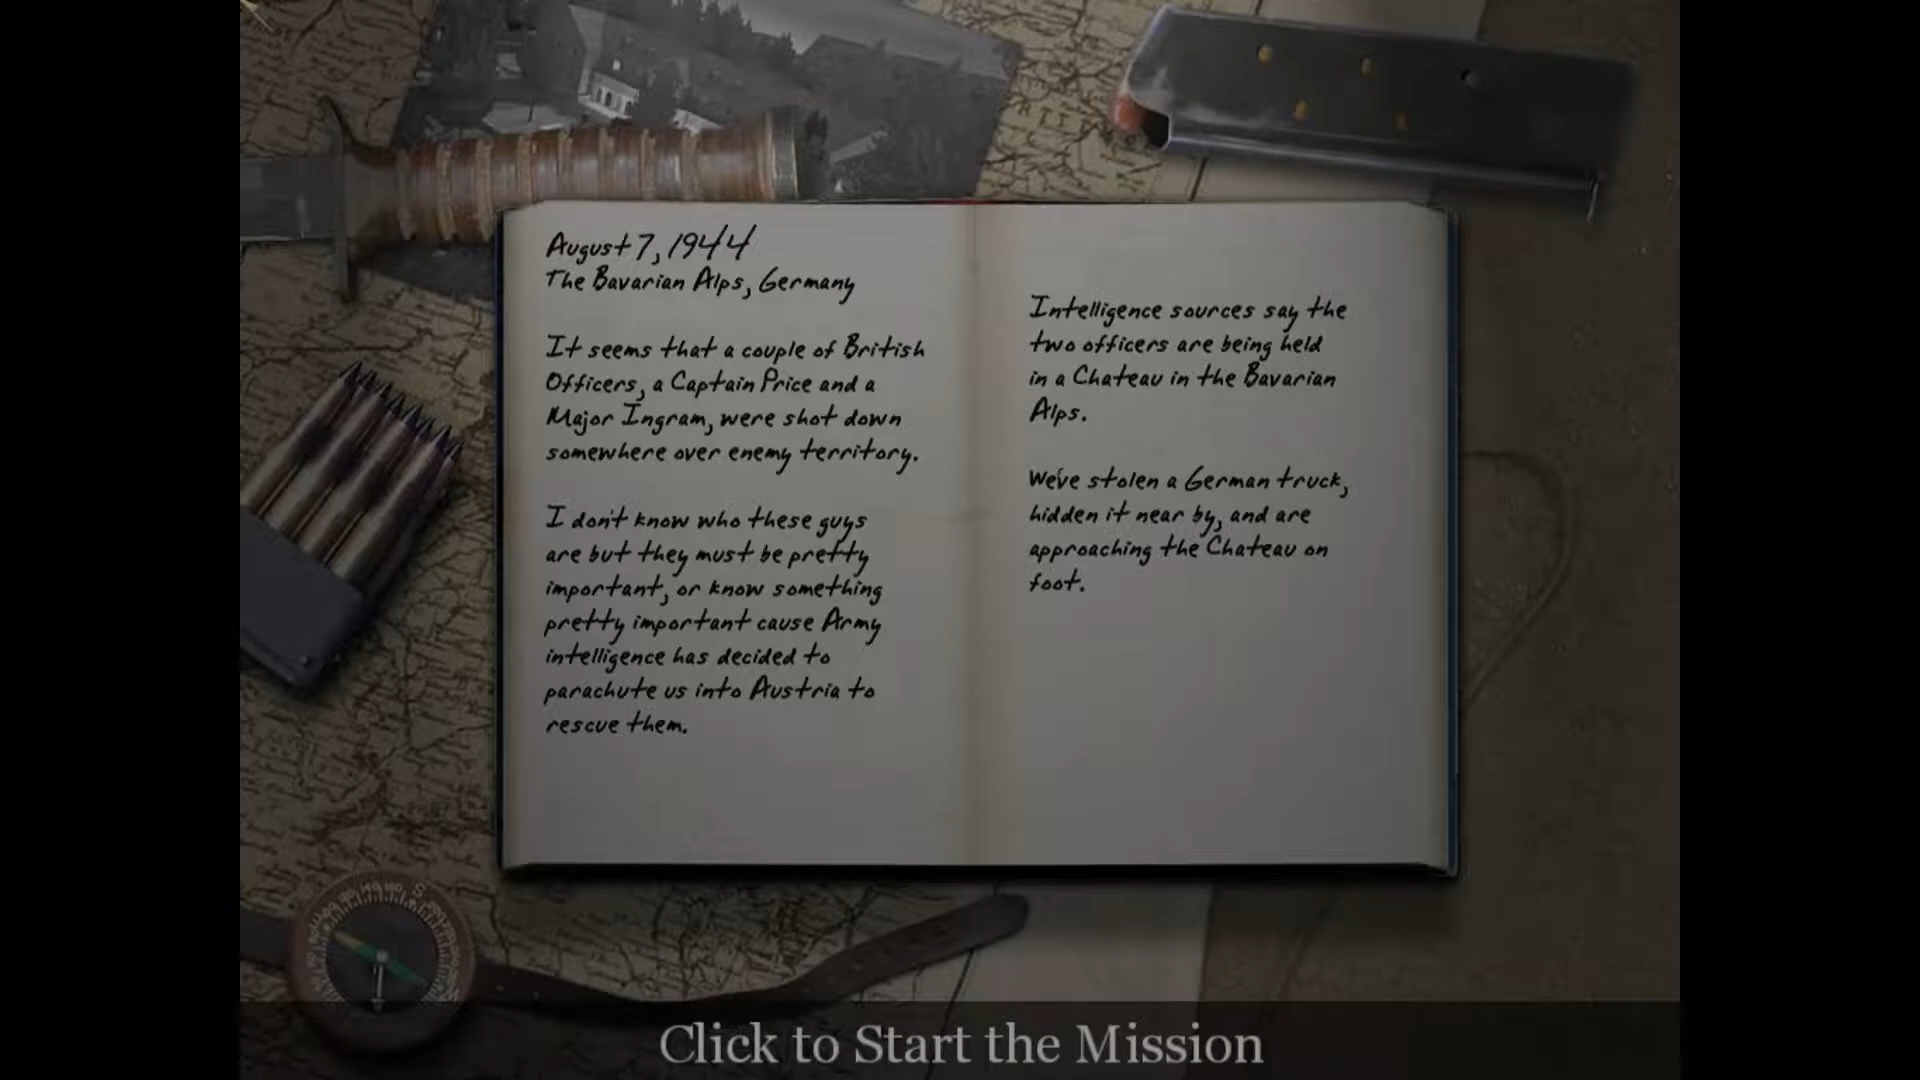 August 7, 1944
The Bavarian Alps, Germany
It seems that a couple of British
Officers, a Captain Price and a
Major Ingram, were shot down
somewhere over enemy territory.
I don't know who these guys
are but they must be pretty
important, or know something
pretty important cause Army
intelligence has decided to
parachute us into Austria to
rescue them.
Intelligence sources say the
two officers are being held
in a Chateau in the Bavarian
Alps.
We've stolen a German truck,
hidden it near by, and are
approaching the Chateau on
foot.
Click to Start the Mission